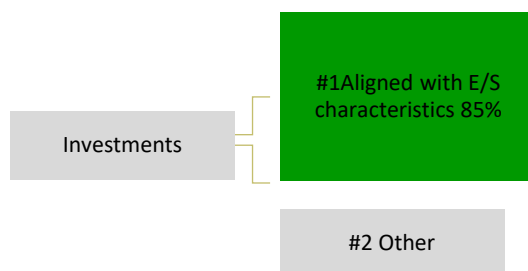 #1Aligned with E/S
characteristics 85%
Investments
#2 Other